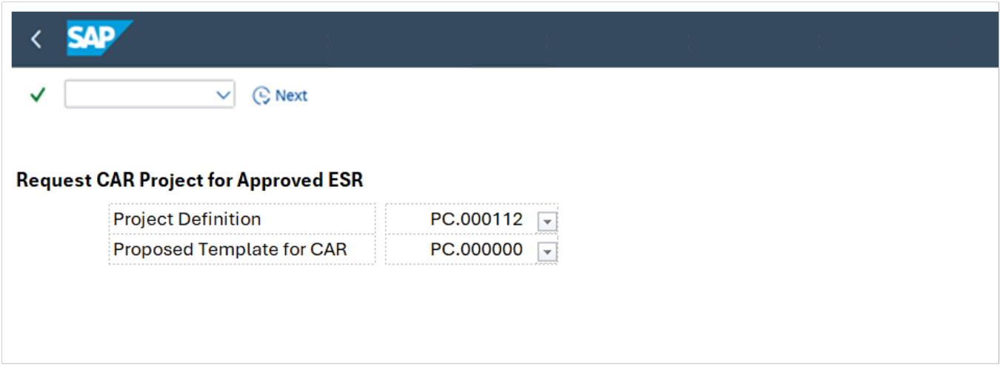 SAP
Next
Request CAR Project for Approved ESR
Project Definition PC.000112
Proposed Template for CAR PC.000000